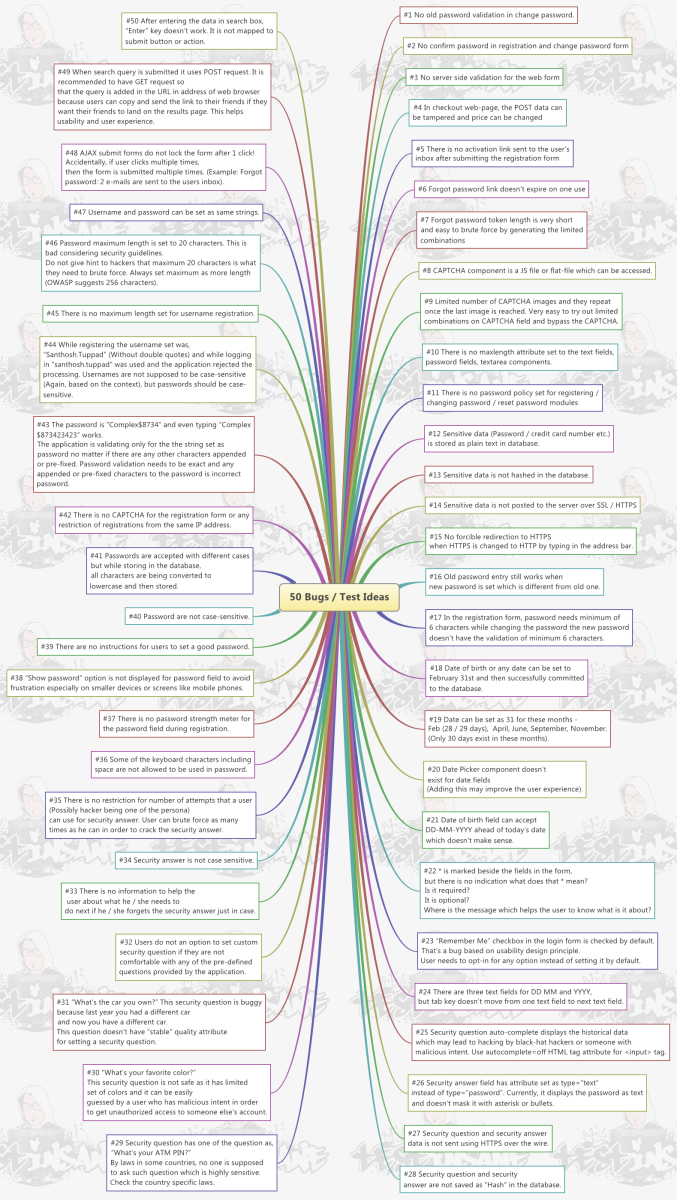 50 Bugs / Test Ideas
#1 No old password validation in change password.
#2 No confirm password in registration and change password form
#3 No server side validation for the web form
#4 In checkout web-page, the POST data can
be tampered and price can be changed
#5 There is no activation link sent to the user's
inbox after submitting the registration form
#6 Forgot password link doesn't expire on one use
#7 Forgot password token length is very short
and easy to brute force by generating the limited
combinations
#8 CAPTCHA component is a JS file or flat-file which can be accessed.
#9 Limited number of CAPTCHA images and they repeat
once the last image is reached. Very easy to try out limited
combinations on CAPTCHA field and bypass the CAPTCHA.
#10 There is no maxlength attribute set to the text fields,
password fields, textarea components.
#11 There is no password policy set for registering /
changing password / reset password modules
#12 Sensitive data (Password / credit card number etc.)
is stored as plain text in database.
#13 Sensitive data is not hashed in the database.
#14 Sensitive data is not posted to the server over SSL / HTTPS
#15 No forcible redirection to HTTPS
when HTTPS is changed to HTTP by typing in the address bar.
#16 Old password entry still works when
new password is set which is different from old one.
#17 In the registration form, password needs minimum of
6 characters while changing the password the new password
doesn't have the validation of minimum 6 characters.
#18 Date of birth or any date can be set to
February 31st and then successfully committed
to the database.
#19 Date can be set as 31 for these months -
Feb (28 / 29 days), April, June, September, November.
(Only 30 days exist in these months).
#20 Date Picker component doesn't
exist for date fields
(Adding this may improve the user experience).
#21 Date of birth field can accept
DD-MM-YYYY ahead of today's date
which doesn't make sense.
#22 * is marked beside the fields in the form,
but there is no indication what does that * mean?
Is it required?
It is optional?
Where is the message which helps the user to know what is it about?
#23 "Remember Me" checkbox in the login form is checked by default.
That's a bug based on usability design principle.
User needs to opt-in for any option instead of setting it by default.
#24 There are three text fields for DD MM and YYYY,
but tab key doesn't move from one text field to next text field.
#25 Security question auto-complete displays the historical data
which may lead to hacking by black-hat hackers or someone with
malicious intent. Use autocomplete=off HTML tag attribute for <input> tag.
#26 Security answer field has attribute set as type="text"
instead of type="password". Currently, it displays the password as text
and doesn't mask it with asterisk or bullets.
#27 Security question and security answer
data is not sent using HTTPS over the wire.
#28 Security question and security
answer are not saved as "Hash" in the database.
#29 Security question has one of the question as,
"What's your ATM PIN?"
By laws in some countries, no one is supposed
to ask such question which is highly sensitive.
Check the country specific laws.
#30 "What's your favorite color?"
This security question is not safe as it has limited
set of colors and it can be easily
guessed by a user who has malicious intent in order
to get unauthorized access to someone else's account.
#31 "What's the car you own?" This security question is buggy
because last year you had a different car
and now you have a different car.
This question doesn't have "stable" quality attribute
for setting a security question.
#32 Users do not an option to set custom
security question if they are not
comfortable with any of the pre-defined
questions provided by the application.
#33 There is no information to help the
user about what he / she needs to
do next if he / she forgets the security answer just in case.
#34 Security answer is not case sensitive.
#35 There is no restriction for number of attempts that a user
(Possibly hacker being one of the persona)
can use for security answer. User can brute force as many
times as he can in order to crack the security answer.
#36 Some of the keyboard characters including
space are not allowed to be used in password.
#37 There is no password strength meter for
the password field during registration.
#38 "Show password" option is not displayed for password field to avoid
frustration especially on smaller devices or screens like mobile phones.
#39 There are no instructions for users to set a good password.
#40 Password are not case-sensitive.
#41 Passwords are accepted with different cases
but while storing in the database,
all characters are being converted to
lowercase and then stored.
#42 There is no CAPTCHA for the registration form or any
restriction of registrations from the same IP address.
#43 The password is "Complex$8734" and even typing "Complex
$873423423" works.
The application is validating only for the the string set as
password no matter if there are any other characters appended
or pre-fixed. Password validation needs to be exact and any
appended or pre-fixed characters to the password is incorrect
password.
#44 While registering the username set was,
"Santhosh.Tuppad" (Without double quotes) and while logging
in "santhosh.tuppad" was used and the application rejected the
processing. Usernames are not supposed to be case-sensitive
(Again, based on the context), but passwords should be case-
sensitive.
#45 There is no maximum length set for username registration.
#46 Password maximum length is set to 20 characters. This is
bad considering security guidelines.
Do not give hint to hackers that maximum 20 characters is what
they need to brute force. Always set maximum as more length
(OWASP suggests 256 characters).
#47 Username and password can be set as same strings.
#48 AJAX submit forms do not lock the form after 1 click!
Accidentally, if user clicks multiple times,
then the form is submitted multiple times. (Example: Forgot
password: 2 e-mails are sent to the users inbox).
#49 When search query is submitted it uses POST request. It is
recommended to have GET request so
that the query is added in the URL in address of web browser
because users can copy and send the link to their friends if they
want their friends to land on the results page. This helps
usability and user experience.
#50 After entering the data in search box,
"Enter" key doesn't work. It is not mapped to
submit button or action.